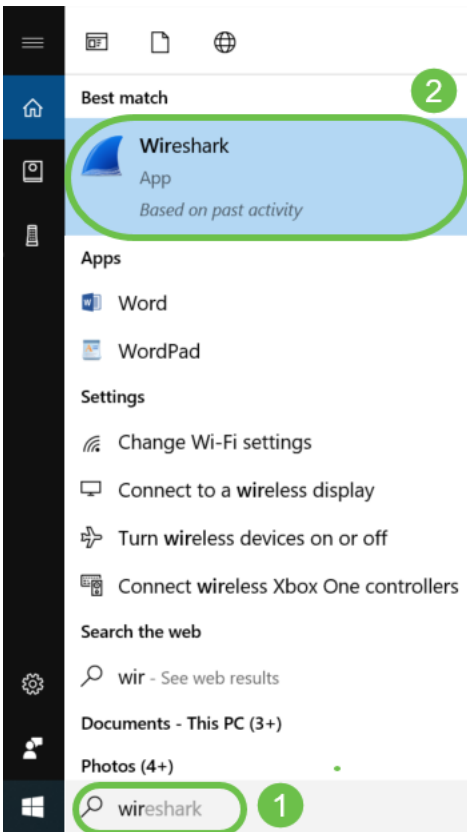 Best match
2
Wireshark
App
Based on past activity
Apps
Word
WordPad
Settings
Change Wi-Fi settings
Connect to a wireless display
Turn wireless devices on or off
Connect wireless Xbox One controllers
Search the web
wir - See web results
Documents - This PC (3+)
Photos (4+)
wireshark 1